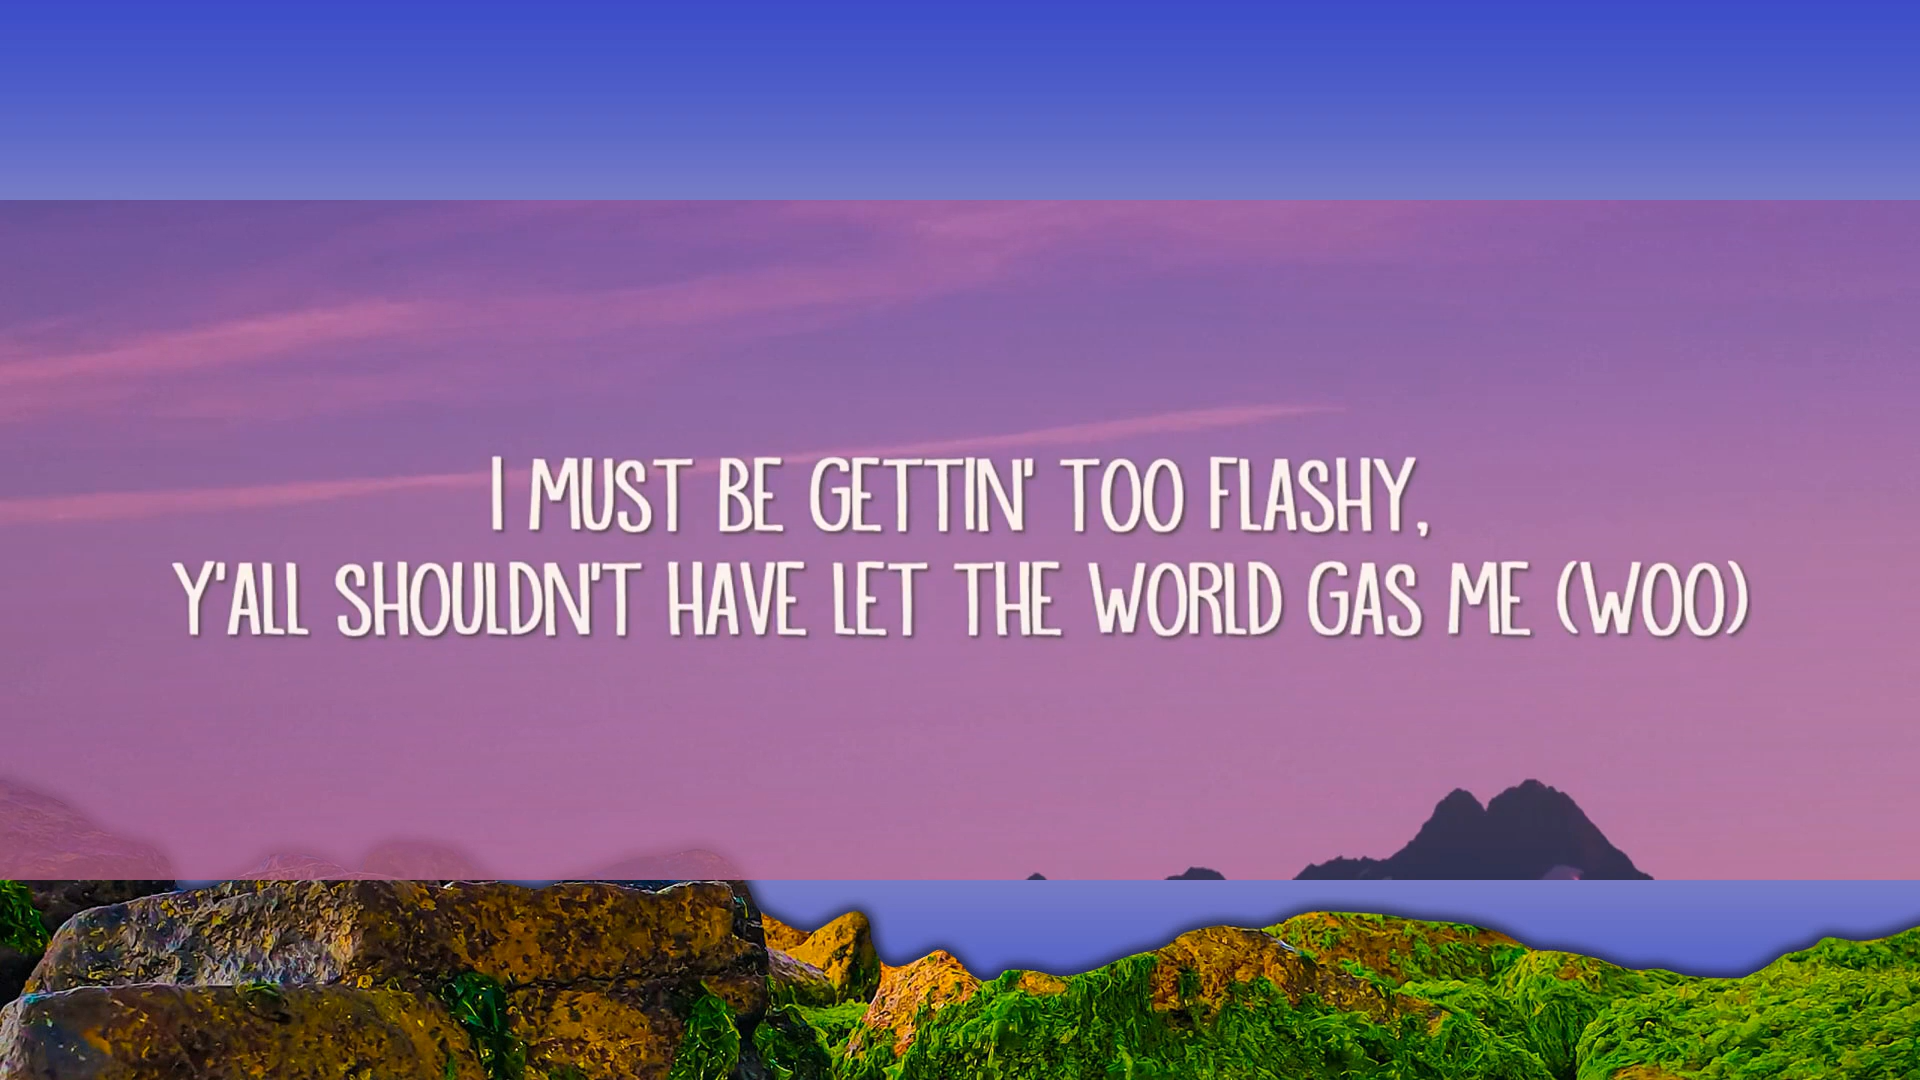 I MUST BE GETTIN' TOO FLASHY,
Y'ALL SHOULDN'T HAVE LET THE WORLD GAS ME (WOO)